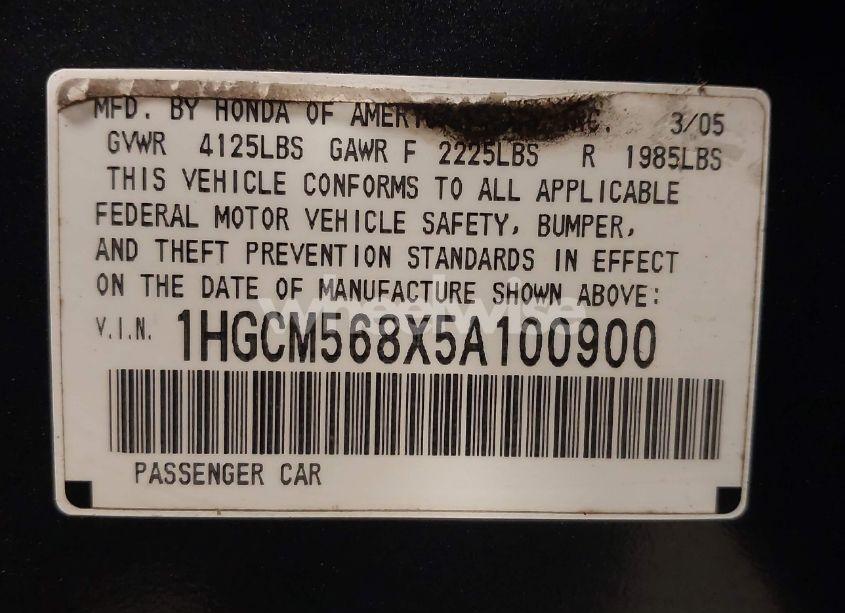 MFD. BY HONDA OF 3/05
GVWR 4125LBS GAWR F 2225LBS R 1985LBS
THIS VEHICLE CONFORMS TO ALL APPLICABLE
FEDERAL MOTOR VEHICLE SAFETY, BUMPER,
AND THEFT PREVENTION STANDARDS IN EFFECT
ON THE DATE OF MANUFACTURE SHOWN ABOVE:
wheelwise
V.I.N. 1HGCM568X5A100900
PASSENGER CAR